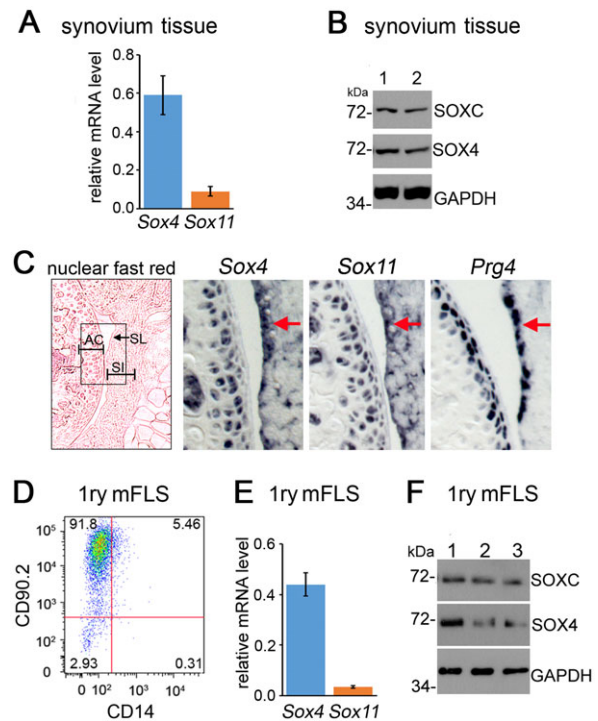 A synovium tissue
relative mRNA level
0.8
0.6
0.4
0.2
0.0
Sox4 Sox11
B synovium tissue
kDa 1 2
72- SOXC
72- SOX4
34- GAPDH
C
nuclear fast red Sox4 Sox11 Prg4
AC SL
SI
D 1ry mFLS
CD90.2
91.8 5.46
10⁵
10⁴
10³
10²
0
2.93 0.31
0 10² 10³ 10⁴
CD14
E 1ry mFLS
relative mRNA level
0.6
0.4
0.2
0.0
Sox4 Sox11
F 1ry mFLS
kDa 1 2 3
72- SOXC
72- SOX4
34- GAPDH